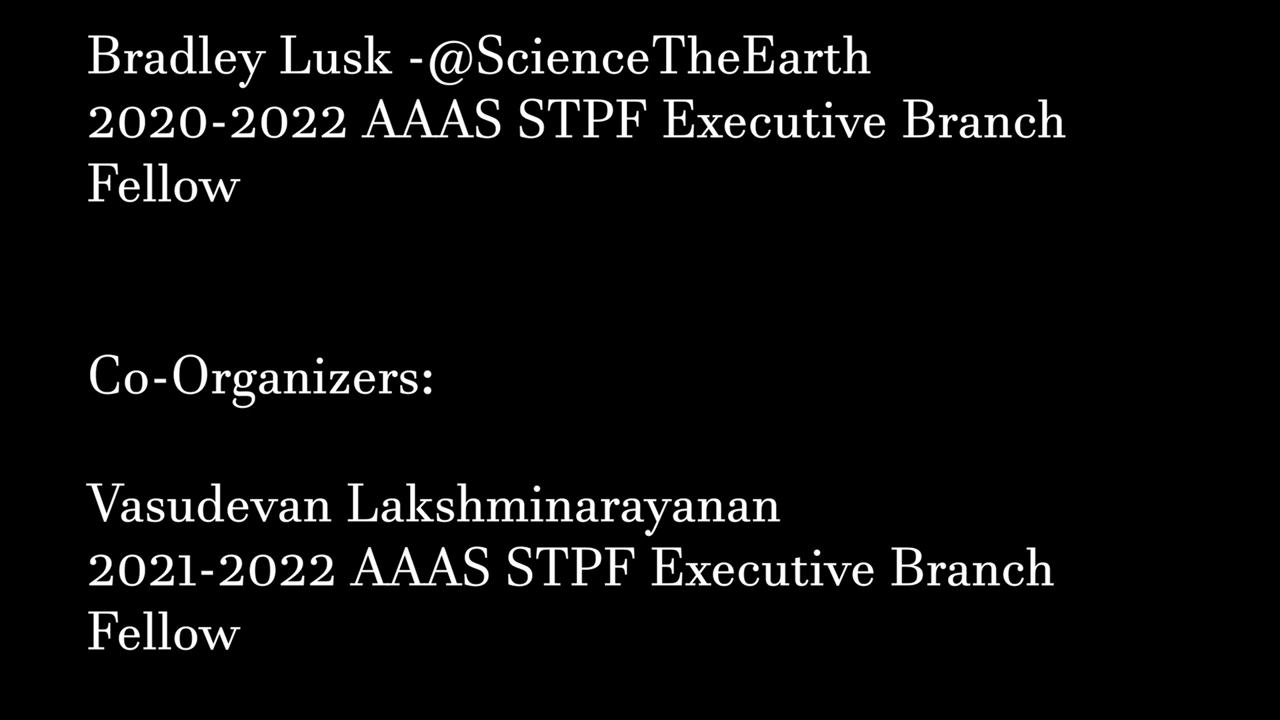 Bradley Lusk -@ScienceTheEarth
2020-2022 AAAS STPF Executive Branch
Fellow
Co-Organizers:
Vasudevan Lakshminarayanan
2021-2022 AAAS STPF Executive Branch
Fellow